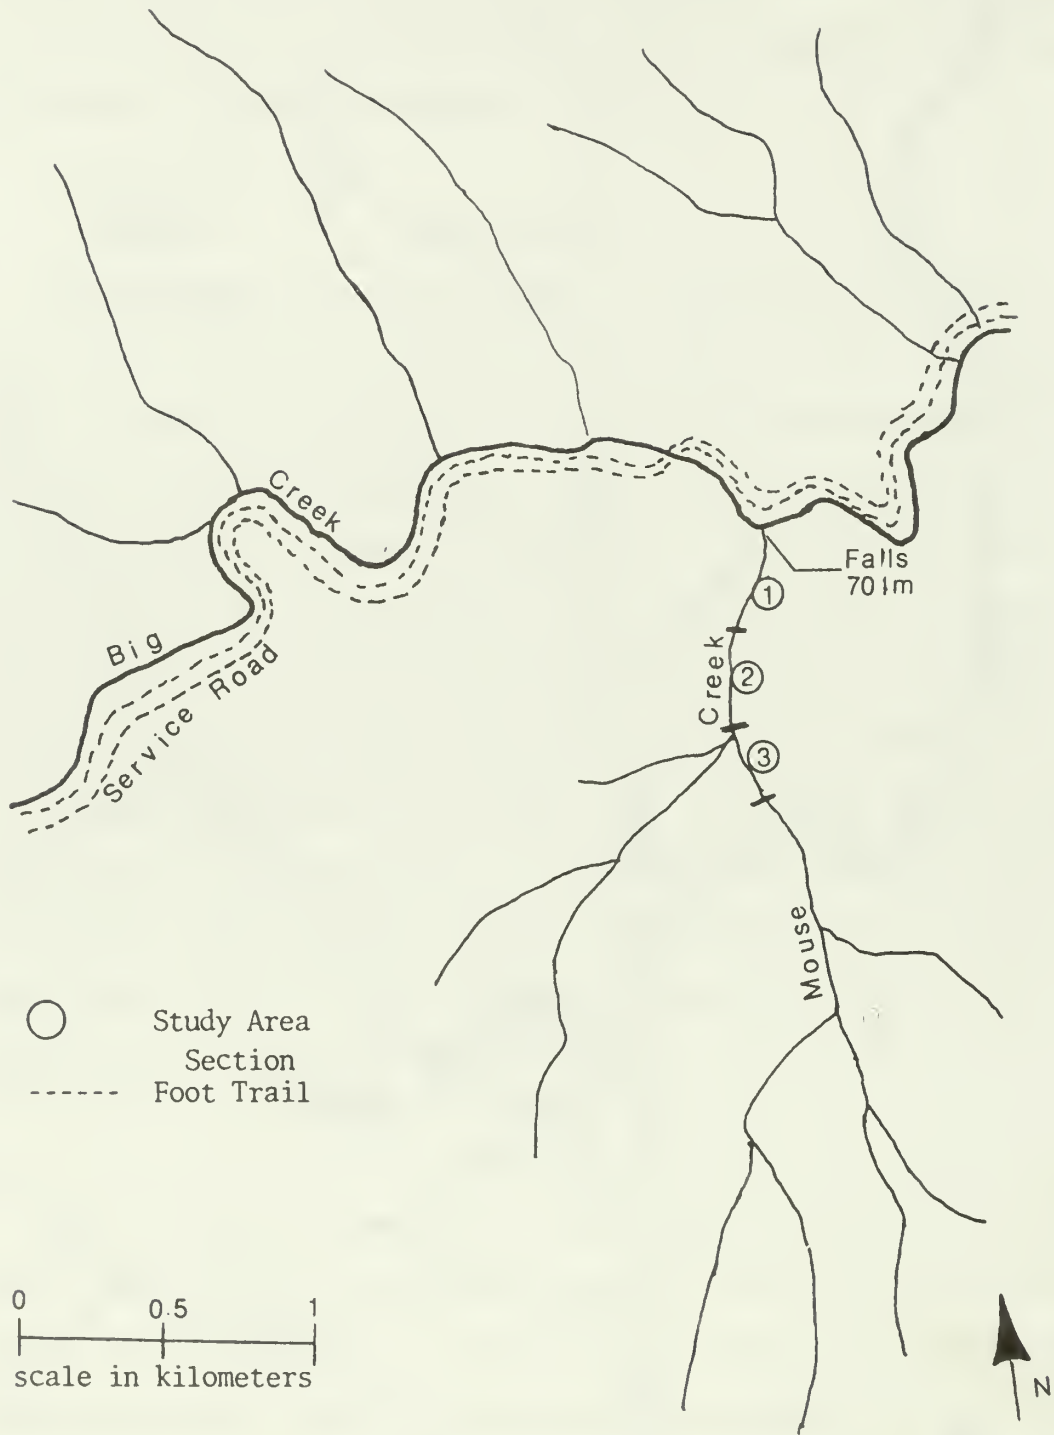 Creek
Big
Service Road
Falls
701m
1
Creek
2
3
Mouse
Study Area
Section
Foot Trail
0 0.5 1
scale in kilometers
N